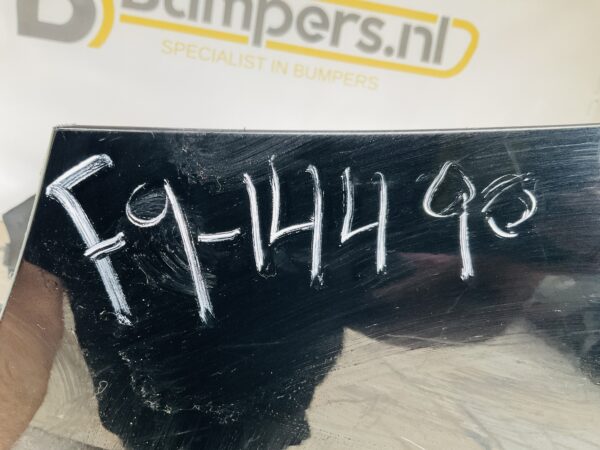 Bumpers.nl
SPECIALIST IN BUMPERS
F9-14490